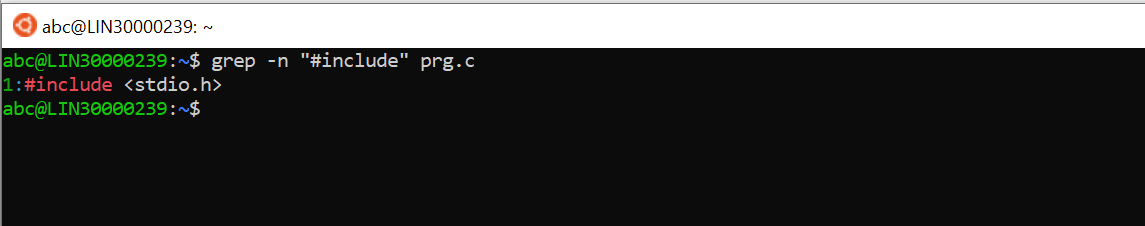 abc@LIN30000239: ~
abc@LIN30000239:~$ grep -n "#include" prg.c
1:#include <stdio.h>
abc@LIN30000239:~$